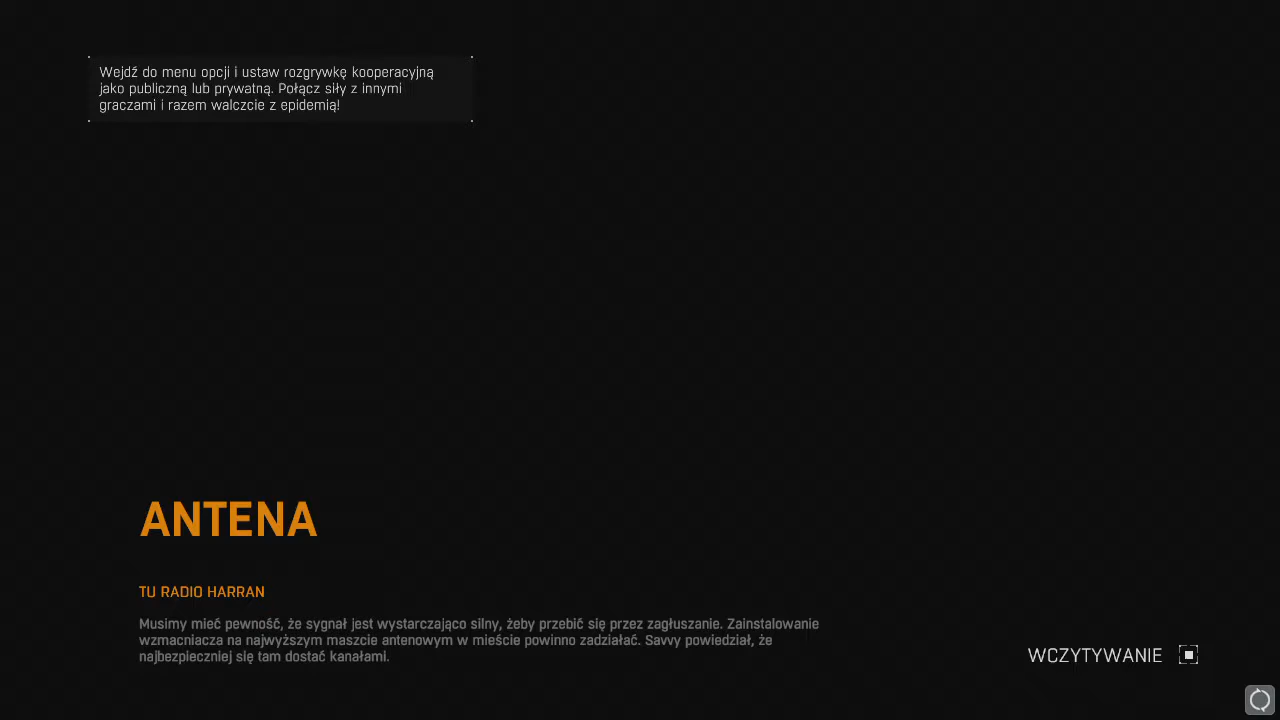 Wejdź do menu opcji i ustaw rozgrywkę kooperacyjną
jako publiczną lub prywatną. Połącz siły z innymi
graczami i razem walczcie z epidemią!
ANTENA
TU RADIO HARRAN
Musimy mieć pewność, że sygnał jest wystarczająco silny, żeby przebić się przez zagłuszanie. Zainstalowanie
wzmacniacza na najwyższym maszcie antenowym w mieście powinno zadziałać. Savvy powiedział, że
najbezpieczniej się tam dostać kanałami.
WCZYTYWANIE